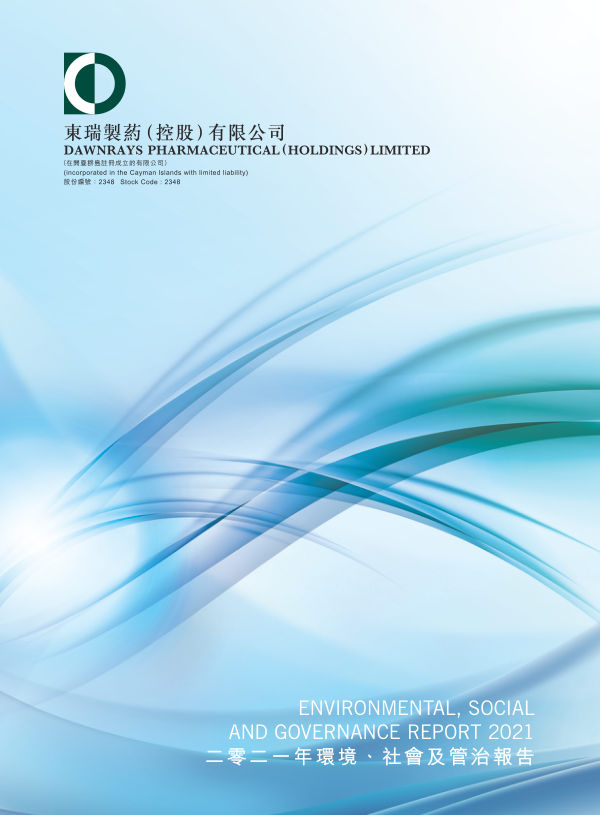 東瑞製葯(控股)有限公司
DAWNRAYS PHARMACEUTICAL (HOLDINGS) LIMITED
(在開曼群島註冊成立的有限公司)
(incorporated in the Cayman Islands with limited liability)
股份編號：2348 Stock Code : 2348
ENVIRONMENTAL, SOCIAL
AND GOVERNANCE REPORT 2021
二零二一年環境、社會及管治報告